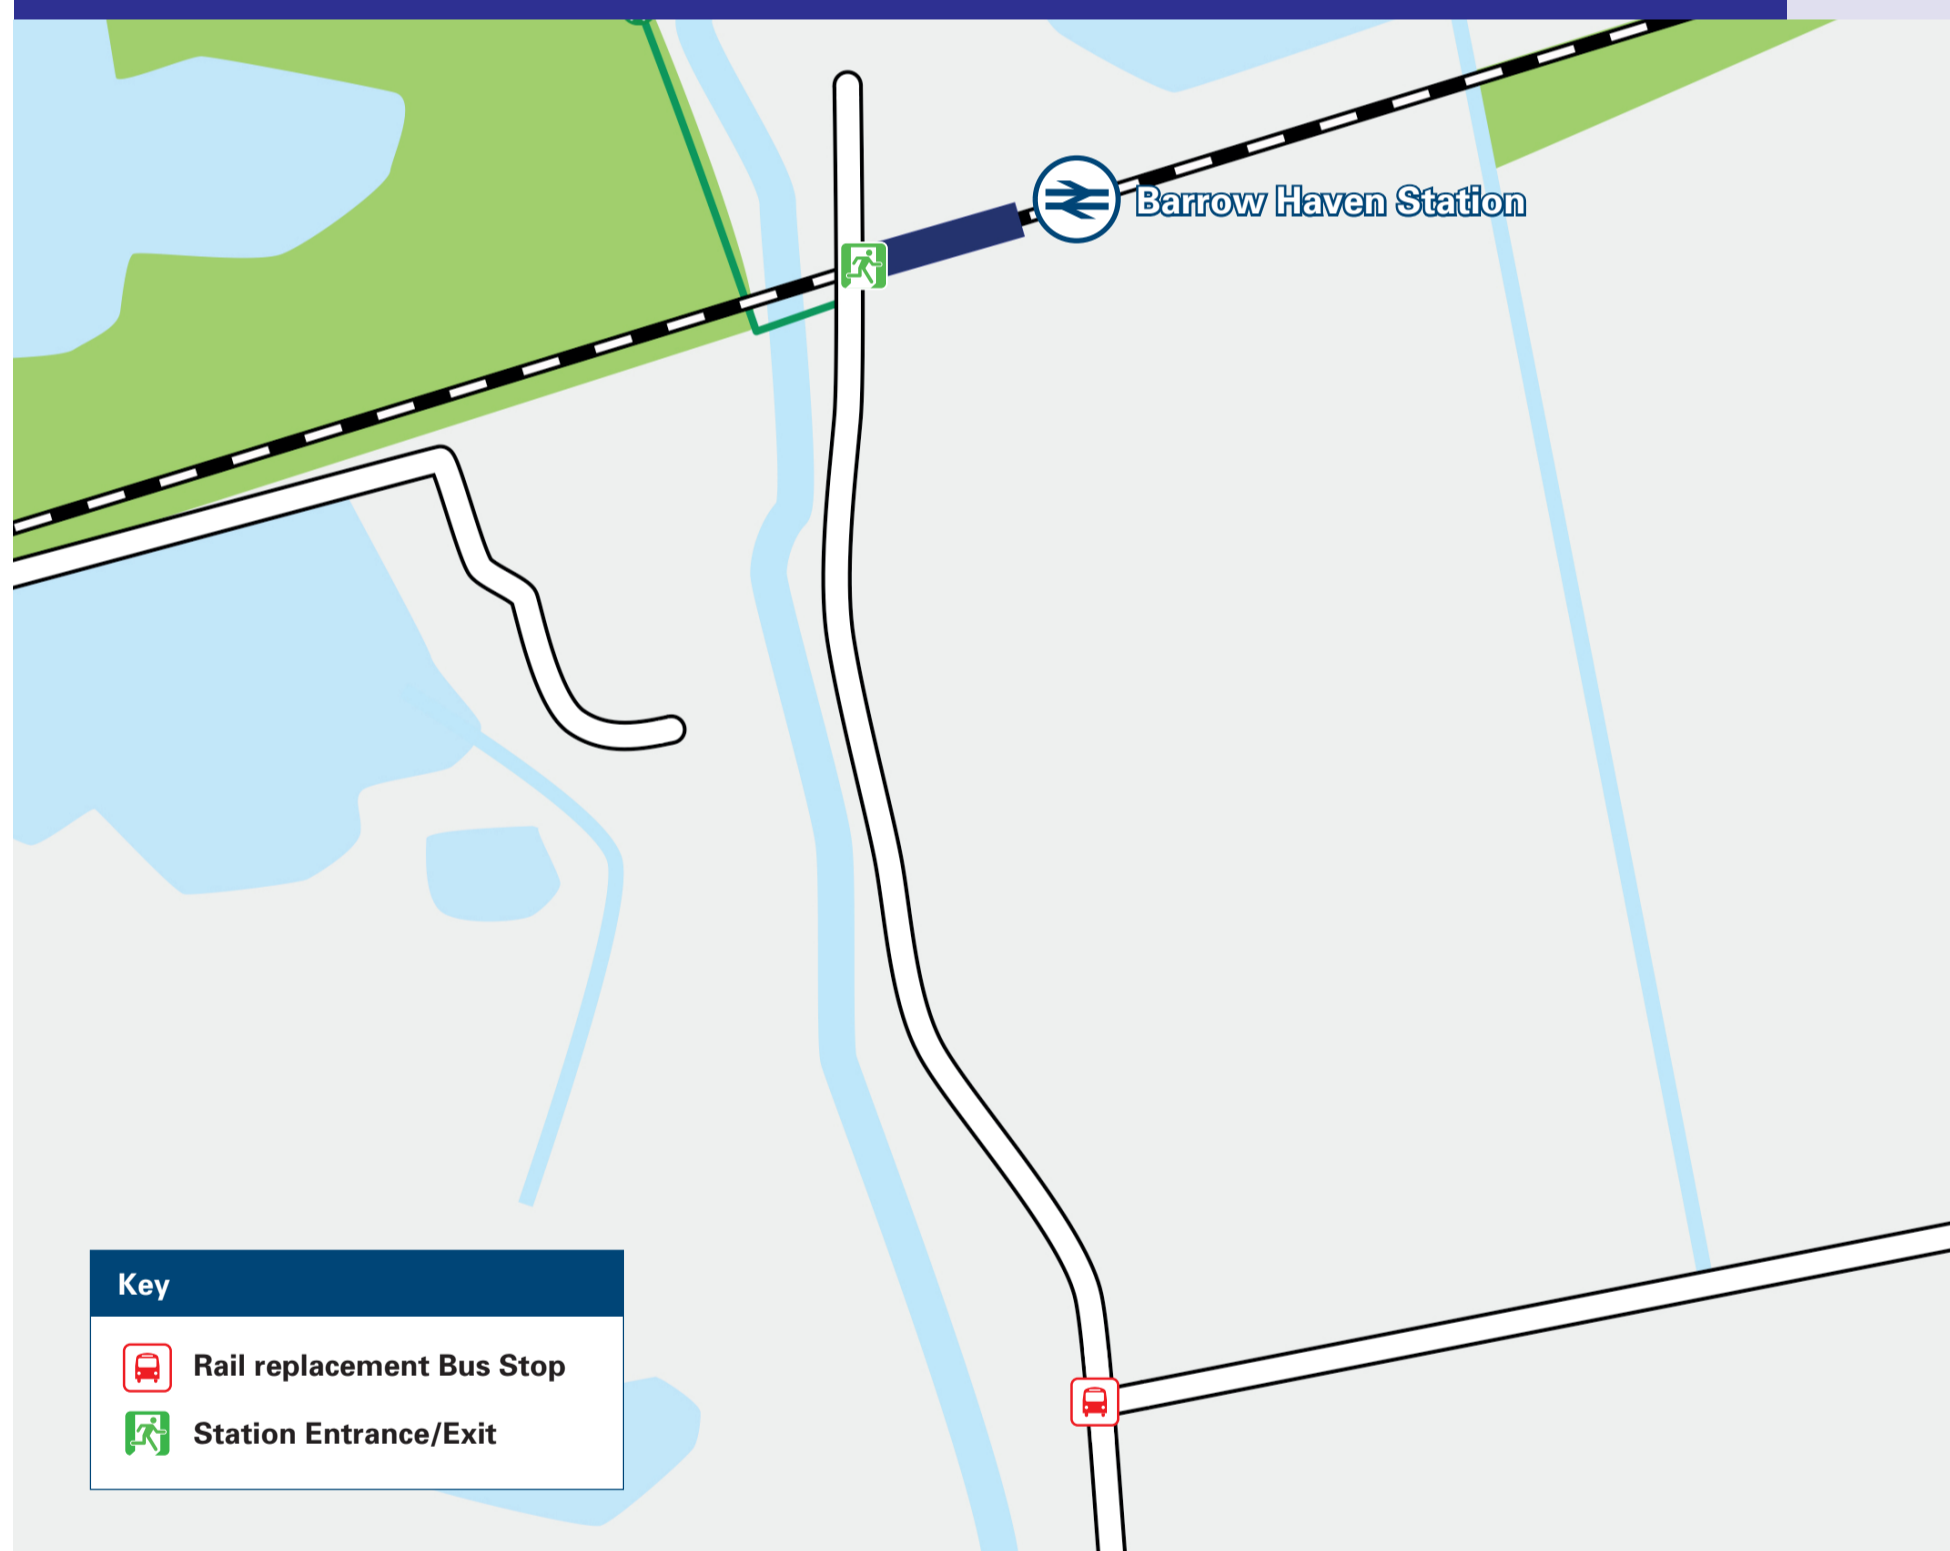 Barrow Haven Station
Key
Rail replacement Bus Stop
Station Entrance/Exit